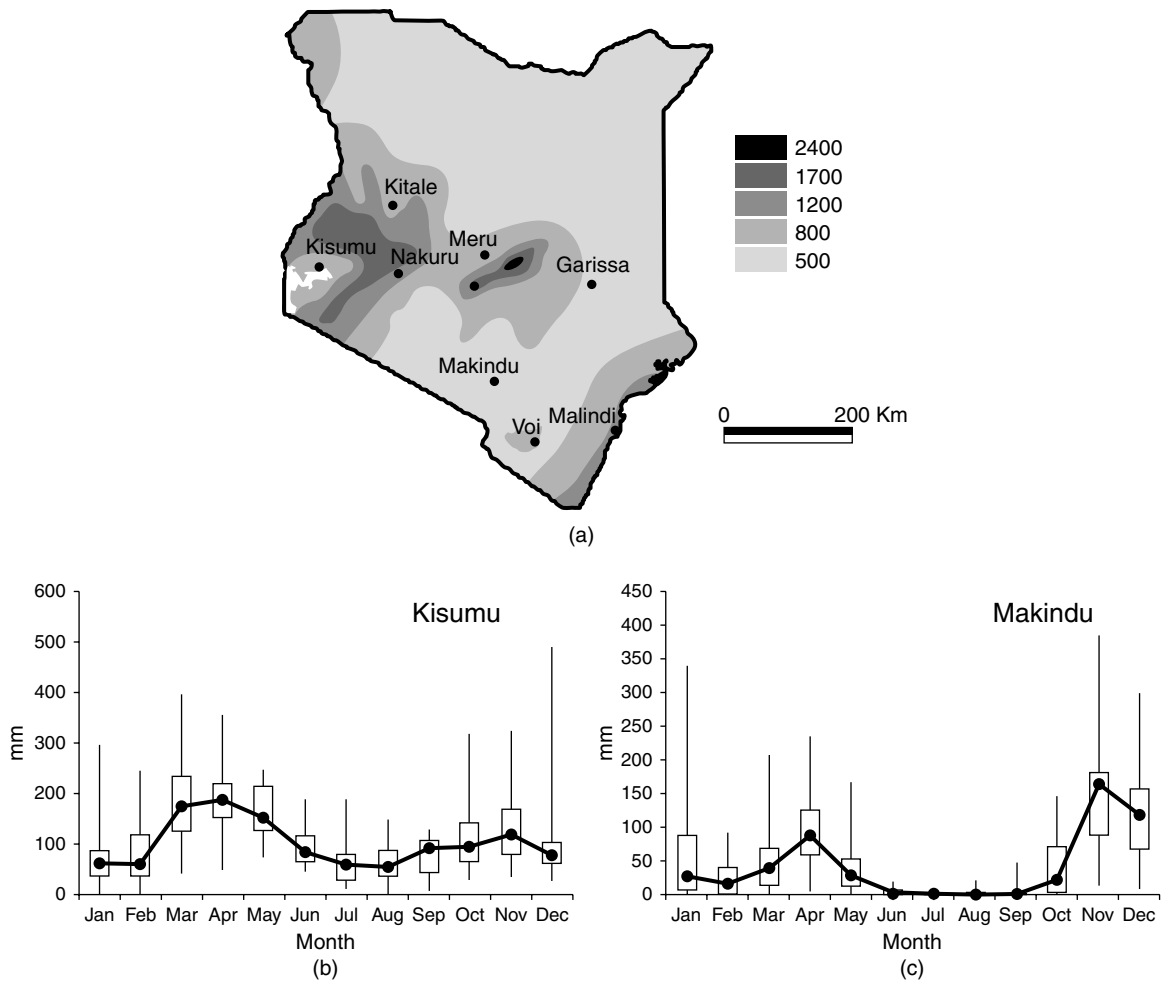 2400
1700
1200
800
500
Kitale
Kisumu
Meru
Nakuru
Garissa
Makindu
Voi
Malindi
0 200 Km
(a)
Kisumu
600
500
400
300
200
100
0
mm
Jan Feb Mar Apr May Jun Jul Aug Sep Oct Nov Dec
Month
(b)
Makindu
450
400
350
300
250
200
150
100
50
0
mm
Jan Feb Mar Apr May Jun Jul Aug Sep Oct Nov Dec
Month
(c)